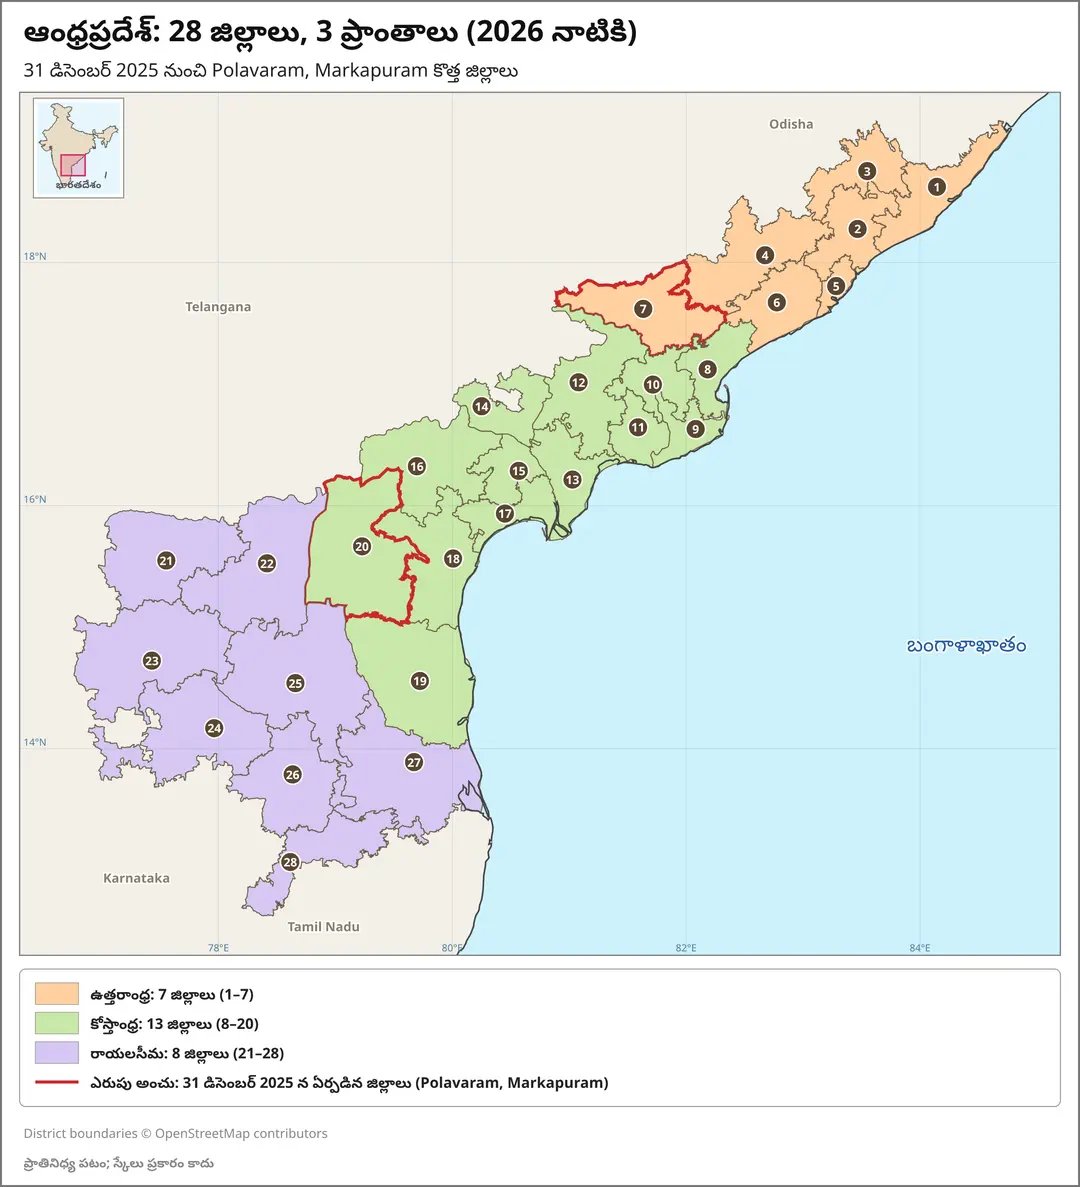 ఆంధ్రప్రదేశ్: 28 జిల్లాలు, 3 ప్రాంతాలు (2026 నాటికి)
31 డిసెంబర్ 2025 నుంచి Polavaram, Markapuram కొత్త జిల్లాలు
భారతదేశం
Odisha
3
1
2
18°N
4
5
6
Telangana
7
8
12
10
14
11
9
16
15
13
16°N
17
20
18
21
22
బంగాళాఖాతం
23
19
25
24
14°N
27
26
28
Karnataka
Tamil Nadu
78°E
80°E
82°E
84°E
ఉత్తరాంధ్ర: 7 జిల్లాలు (1–7)
కోస్తాంధ్ర: 13 జిల్లాలు (8–20)
రాయలసీమ: 8 జిల్లాలు (21–28)
ఎరుపు అంచు: 31 డిసెంబర్ 2025 న ఏర్పడిన జిల్లాలు (Polavaram, Markapuram)
District boundaries © OpenStreetMap contributors
ప్రాతినిధ్య పటం; స్కేలు ప్రకారం కాదు